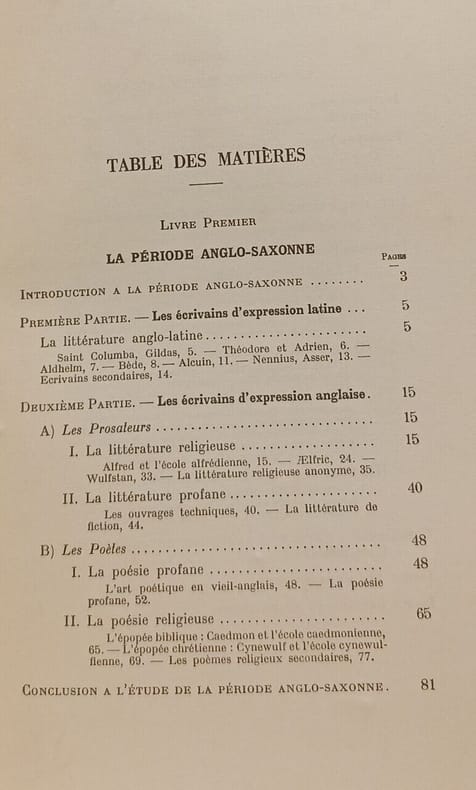 TABLE DES MATIÈRES
LIVRE PREMIER
LA PÉRIODE ANGLO-SAXONNE
PAGES
INTRODUCTION A LA PÉRIODE ANGLO-SAXONNE ........ 3
PREMIÈRE PARTIE. — Les écrivains d'expression latine ... 5
La littérature anglo-latine ...................... 5
Saint Columba, Gildas, 5. — Théodore et Adrien, 6. —
Aldhelm, 7. — Bède, 8. — Alcuin, 11. — Nennius, Asser, 13. —
Ecrivains secondaires, 14.
DEUXIÈME PARTIE. — Les écrivains d'expression anglaise. 15
A) Les Prosateurs .............................. 15
I. La littérature religieuse ................... 15
Alfred et l'école alfrédienne, 15. — Ælfric, 24. —
Wulfstan, 33. — La littérature religieuse anonyme, 35.
II. La littérature profane ..................... 40
Les ouvrages techniques, 40. — La littérature de
fiction, 44.
B) Les Poètes .................................. 48
I. La poésie profane .......................... 48
L'art poétique en vieil-anglais, 48. — La poésie
profane, 52.
II. La poésie religieuse ....................... 65
L'épopée biblique : Caedmon et l'école caedmonienne,
65. — L'épopée chrétienne : Cynewulf et l'école cynewul-
fienne, 69. — Les poèmes religieux secondaires, 77.
CONCLUSION A L'ÉTUDE DE LA PÉRIODE ANGLO-SAXONNE. 81